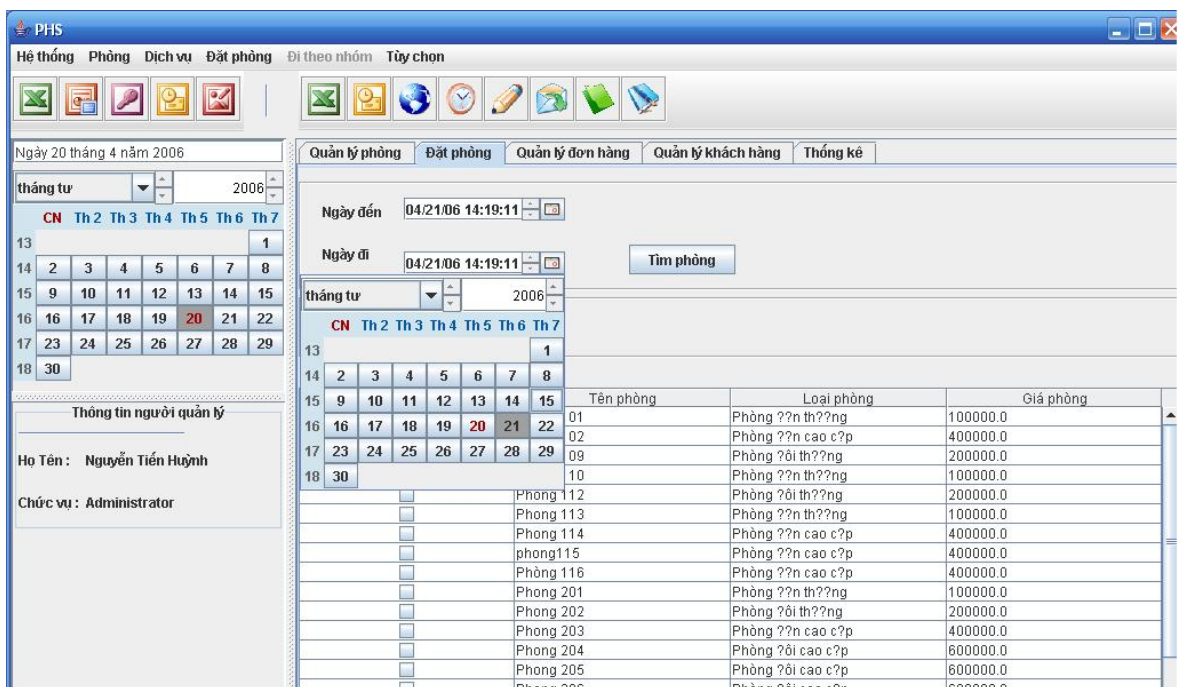 PHS
Hệ thống Phòng Dịch vụ Đặt phòng Đi theo nhóm Tùy chọn
Ngày 20 tháng 4 năm 2006
tháng tư 2006
CN Th 2 Th 3 Th 4 Th 5 Th 6 Th 7
13 1
14 2 3 4 5 6 7 8
15 9 10 11 12 13 14 15
16 16 17 18 19 20 21 22
17 23 24 25 26 27 28 29
18 30
Thông tin người quản lý
Họ Tên : Nguyễn Tiến Huỳnh
Chức vụ : Administrator
Quản lý phòng Đặt phòng Quản lý đơn hàng Quản lý khách hàng Thống kê
Ngày đến 04/21/06 14:19:11
Ngày đi 04/21/06 14:19:11 Tìm phòng
tháng tư 2006
CN Th 2 Th 3 Th 4 Th 5 Th 6 Th 7
13 1
14 2 3 4 5 6 7 8
15 9 10 11 12 13 14 15
16 16 17 18 19 20 21 22
17 23 24 25 26 27 28 29
18 30
Tên phòng Loại phòng Giá phòng
01 Phòng ??n th??ng 100000.0
02 Phòng ??n cao c?p 400000.0
09 Phòng ?ôi th??ng 200000.0
10 Phòng ??n th??ng 100000.0
Phong 112 Phòng ?ôi th??ng 200000.0
Phong 113 Phòng ??n th??ng 100000.0
Phong 114 Phòng ??n cao c?p 400000.0
phong115 Phòng ??n cao c?p 400000.0
Phòng 116 Phòng ??n cao c?p 400000.0
Phong 201 Phòng ??n th??ng 100000.0
Phong 202 Phòng ?ôi th??ng 200000.0
Phong 203 Phòng ??n cao c?p 400000.0
Phong 204 Phòng ?ôi cao c?p 600000.0
Phong 205 Phòng ?ôi cao c?p 600000.0